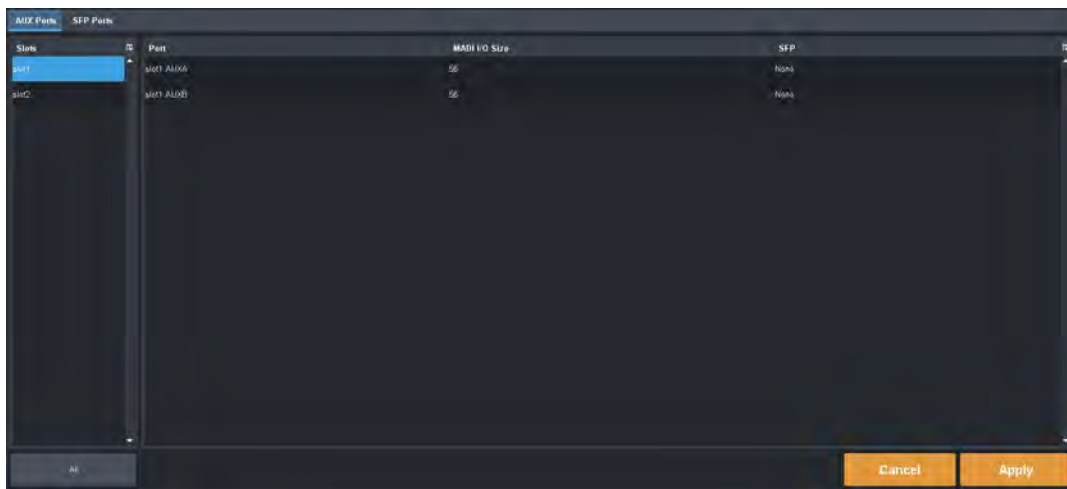 AUX Ports SFP Ports
Slots Port MADI I/O Size SFP
slot1 slot1 AUXA 56 None
slot2 slot1 AUXB 56 None
All
Cancel Apply